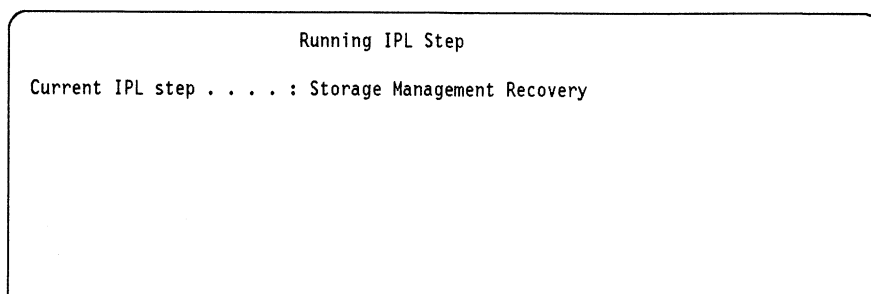 Running IPL Step
Current IPL step . . . . : Storage Management Recovery